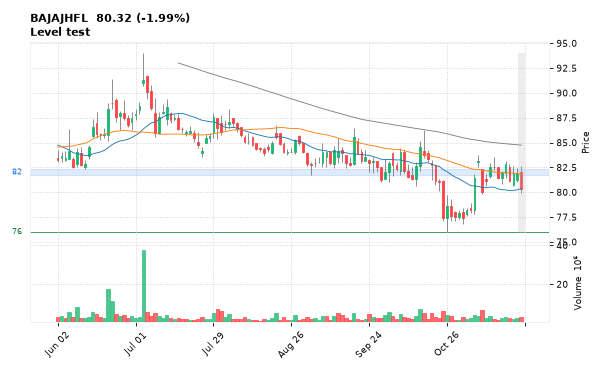 BAJAJHFL 80.32 (-1.99%)
Level test
95.0
92.5
90.0
87.5
85.0
82.5
80.0
77.5
75.0
Price
82
76
40
20
Volume 10⁶
Jun 02
Jul 01
Jul 29
Aug 26
Sep 24
Oct 26